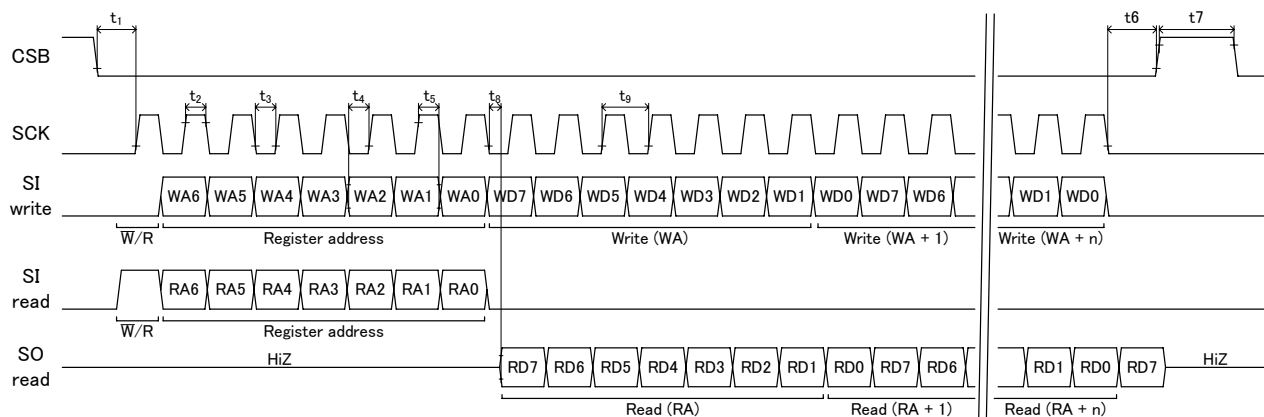 t1 t6 t7
CSB
t2 t3 t4 t5 t8 t9
SCK
SI write WA6 WA5 WA4 WA3 WA2 WA1 WA0 WD7 WD6 WD5 WD4 WD3 WD2 WD1 WD0 WD7 WD6 WD1 WD0
W̅/R Register address Write (WA) Write (WA + 1) Write (WA + n)
SI read RA6 RA5 RA4 RA3 RA2 RA1 RA0
W̅/R Register address
SO read HiZ RD7 RD6 RD5 RD4 RD3 RD2 RD1 RD0 RD7 RD6 RD1 RD0 RD7 HiZ
Read (RA) Read (RA + 1) Read (RA + n)